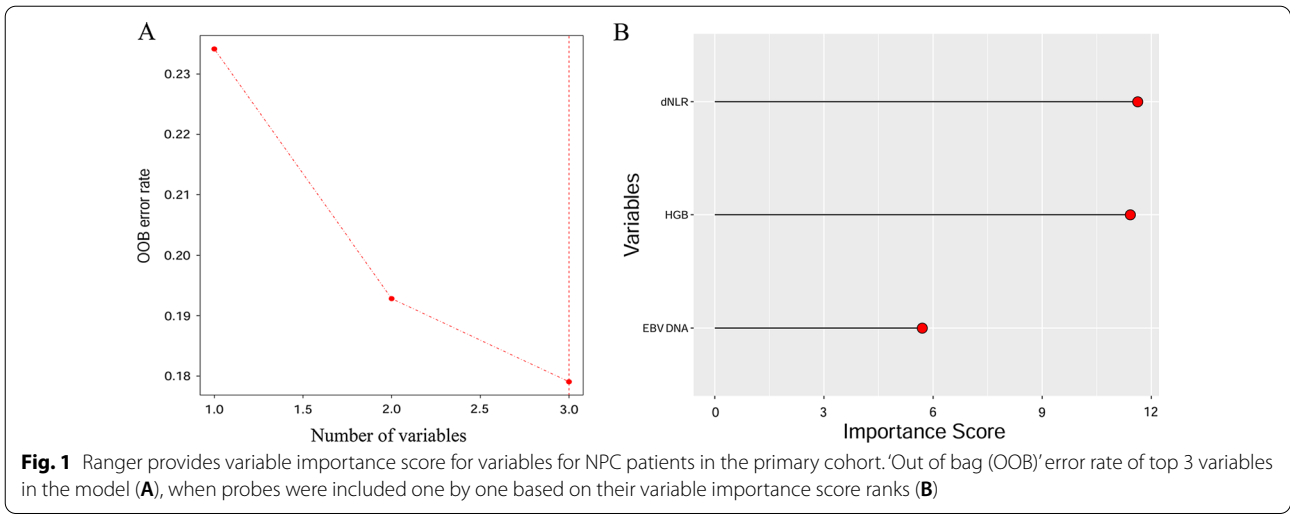 A
OOB error rate
0.23
0.22
0.21
0.20
0.19
0.18
1.0 1.5 2.0 2.5 3.0
Number of variables
B
Variables
dNLR
HGB
EBV DNA
0 3 6 9 12
Importance Score
Fig. 1 Ranger provides variable importance score for variables for NPC patients in the primary cohort. ‘Out of bag (OOB)’ error rate of top 3 variables
in the model (A), when probes were included one by one based on their variable importance score ranks (B)